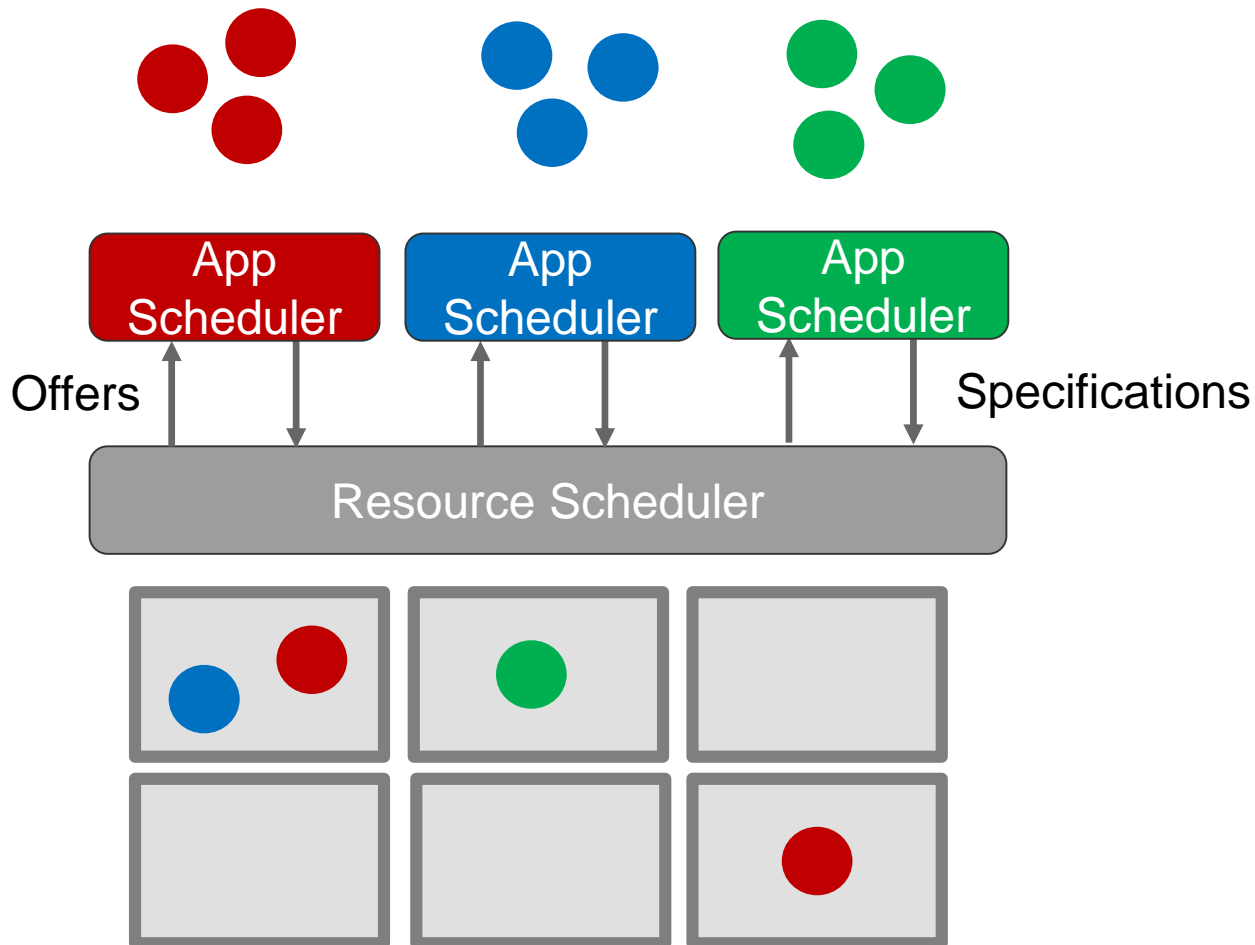 App
Scheduler
App
Scheduler
App
Scheduler
Offers
Specifications
Resource Scheduler